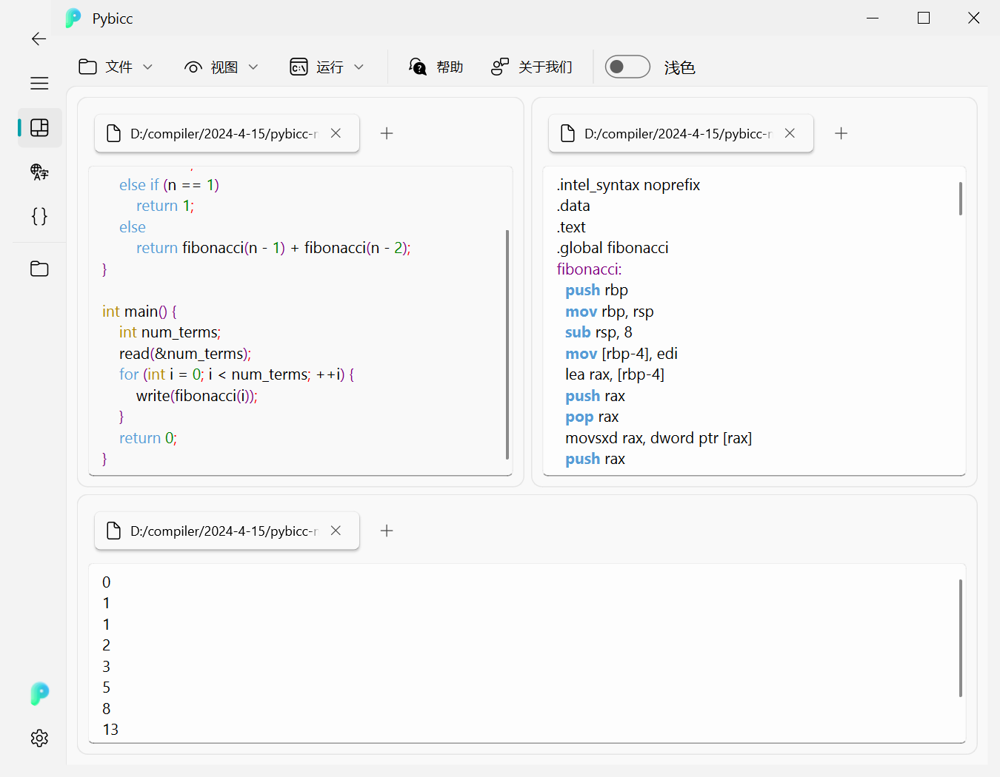 Pybicc
文件 视图 运行 帮助 关于我们 浅色
D:/compiler/2024-4-15/pybicc-
else if (n == 1)
return 1;
else
return fibonacci(n - 1) + fibonacci(n - 2);
}
int main() {
int num_terms;
read(&num_terms);
for (int i = 0; i < num_terms; ++i) {
write(fibonacci(i));
}
return 0;
}
D:/compiler/2024-4-15/pybicc-
.intel_syntax noprefix
.data
.text
.global fibonacci
fibonacci:
push rbp
mov rbp, rsp
sub rsp, 8
mov [rbp-4], edi
lea rax, [rbp-4]
push rax
pop rax
movsxd rax, dword ptr [rax]
push rax
D:/compiler/2024-4-15/pybicc-
0
1
1
2
3
5
8
13